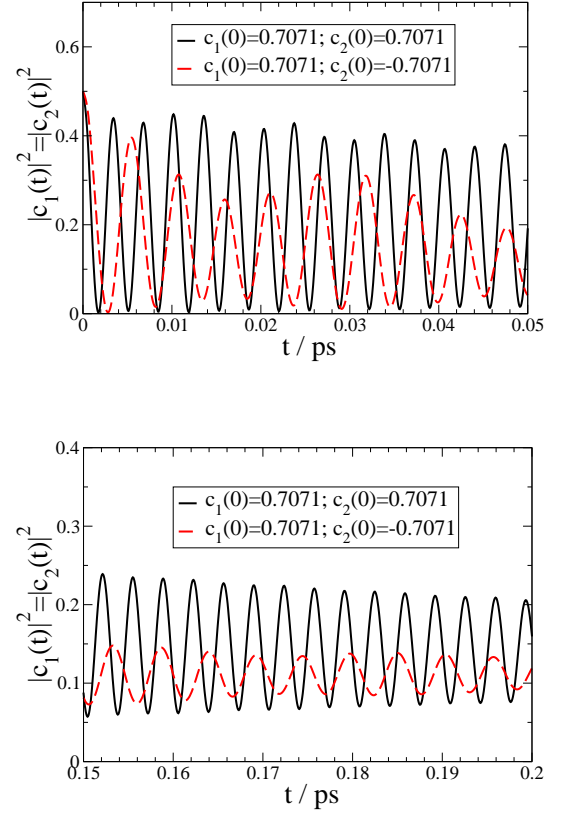 0.6
0.4
0.2
0
|c₁(t)|²=|c₂(t)|²
c₁(0)=0.7071; c₂(0)=0.7071
c₁(0)=0.7071; c₂(0)=-0.7071
0 0.01 0.02 0.03 0.04 0.05
t / ps
0.4
0.3
0.2
0.1
0
|c₁(t)|²=|c₂(t)|²
c₁(0)=0.7071; c₂(0)=0.7071
c₁(0)=0.7071; c₂(0)=-0.7071
0.15 0.16 0.17 0.18 0.19 0.2
t / ps